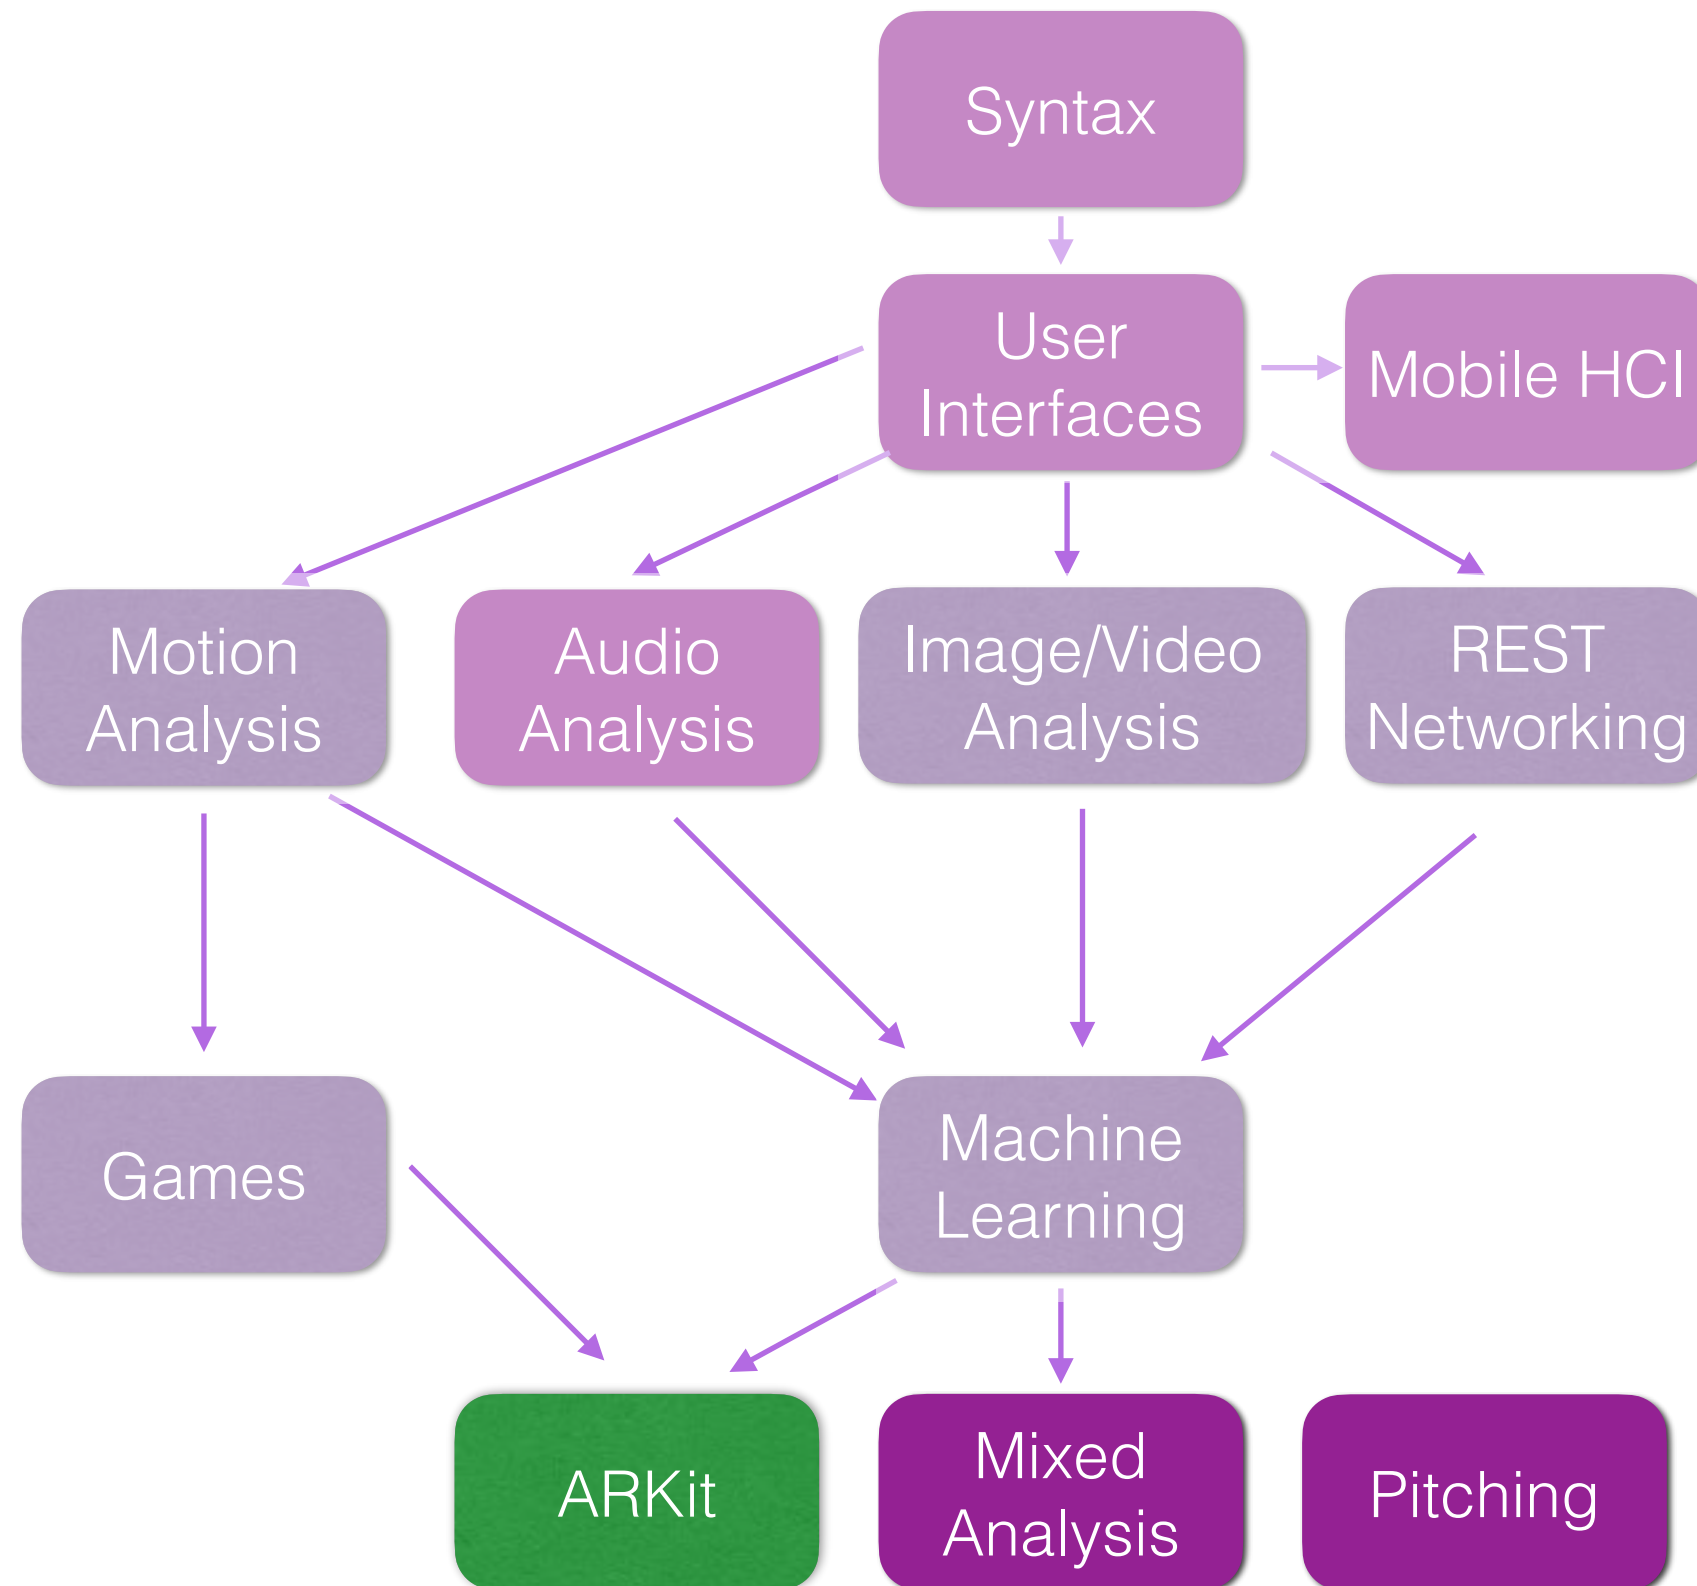 Syntax
User
Interfaces
Mobile HCI
Motion
Analysis
Audio
Analysis
Image/Video
Analysis
REST
Networking
Games
Machine
Learning
ARKit
Mixed
Analysis
Pitching